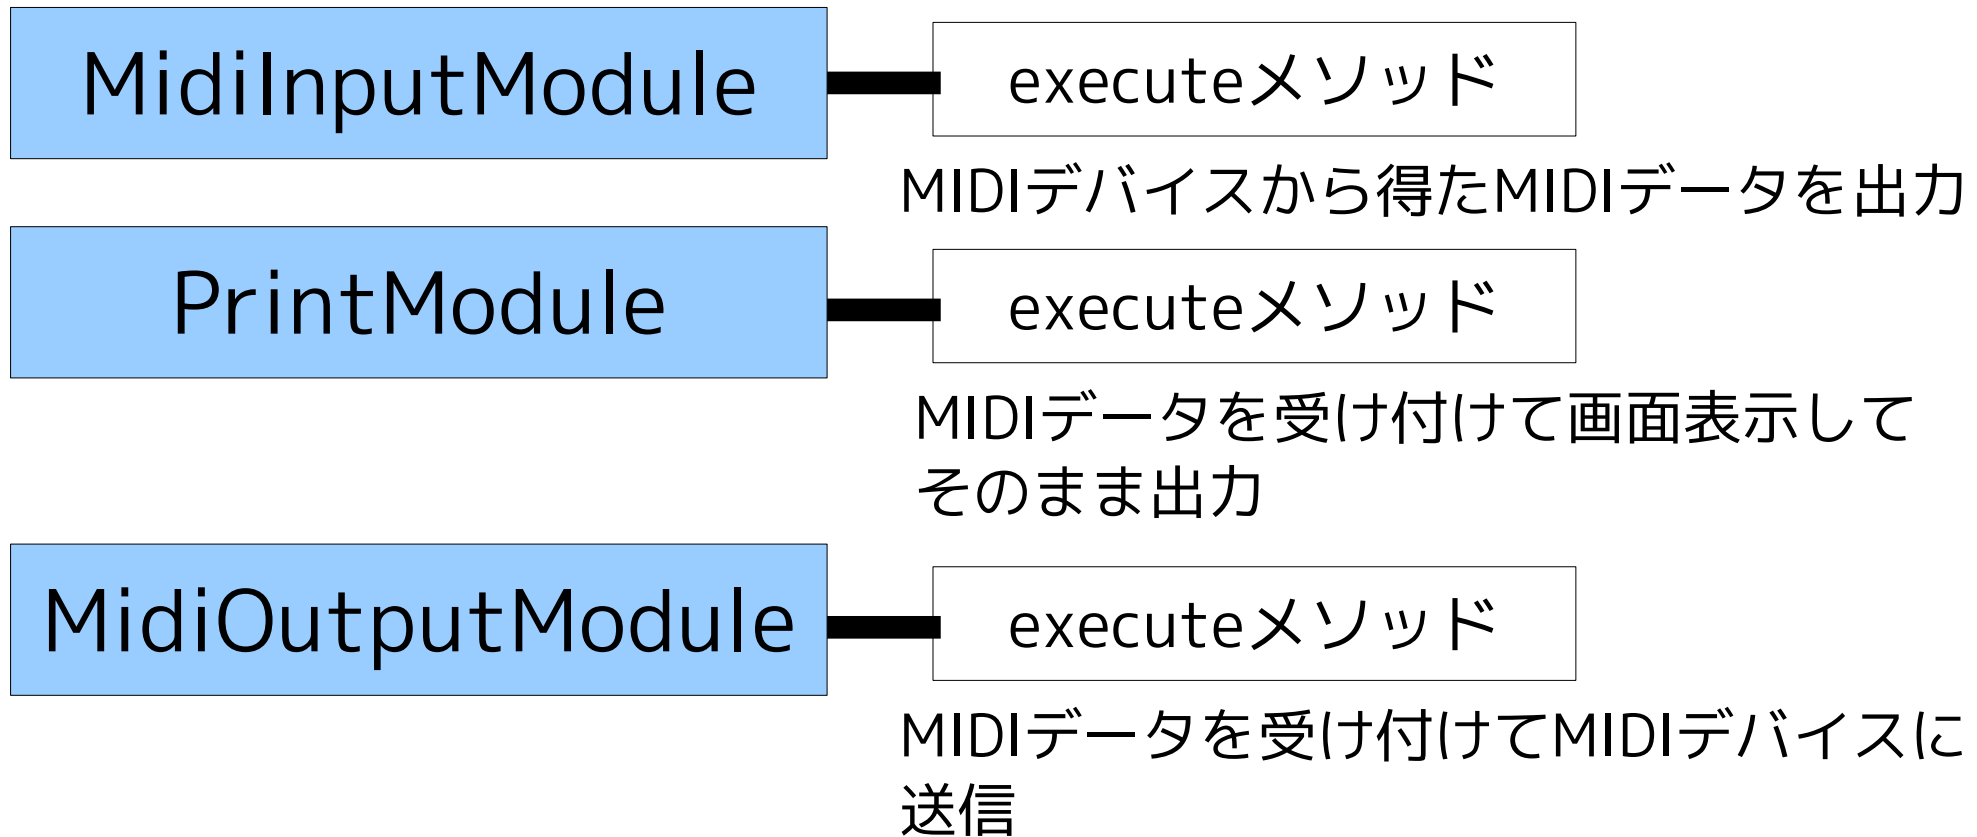 MidiInputModule
executeメソッド
MIDIデバイスから得たMIDIデータを出力
PrintModule
executeメソッド
MIDIデータを受け付けて画面表示して
そのまま出力
MidiOutputModule
executeメソッド
MIDIデータを受け付けてMIDIデバイスに
送信